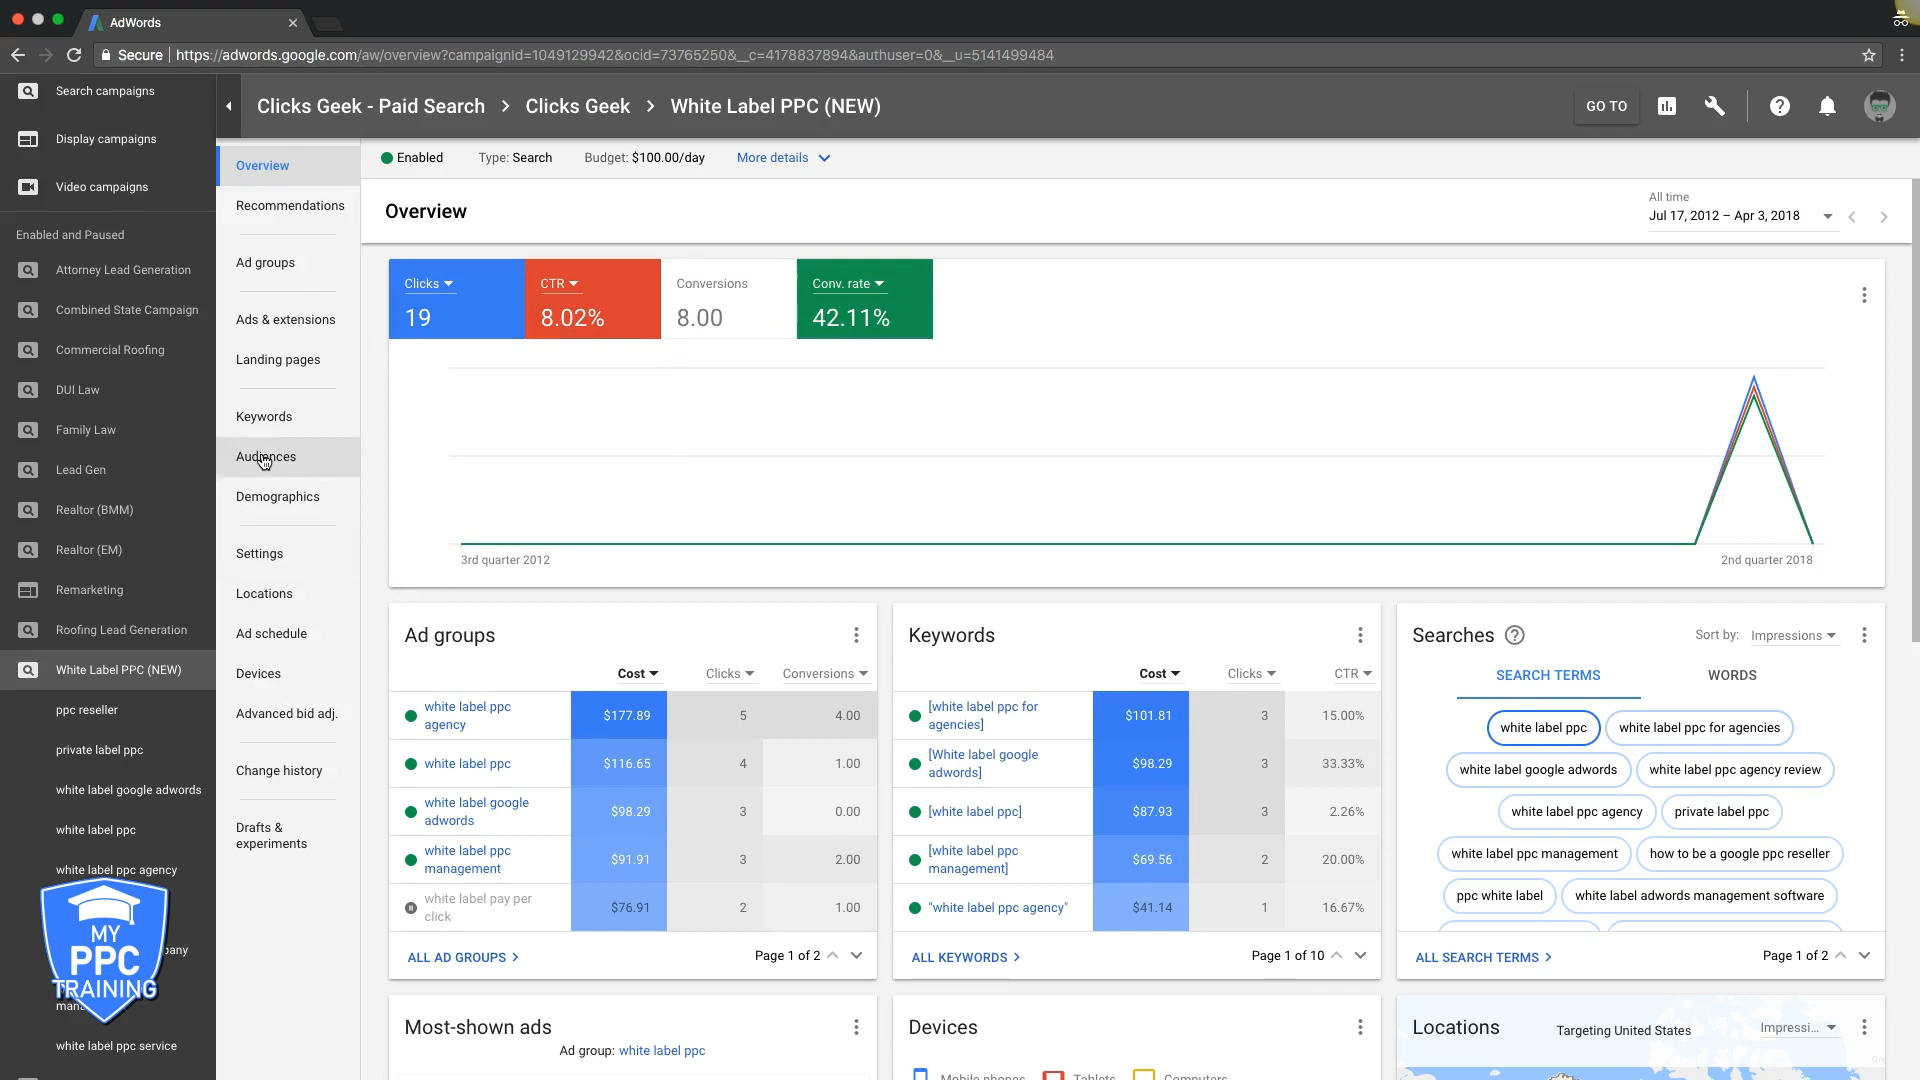 AdWords
Secure | https://adwords.google.com/aw/overview?campaignId=1049129942&ocid=73765250&__c=4178837894&authuser=0&__u=5141499484
Search campaigns
Display campaigns
Video campaigns
Enabled and Paused
Attorney Lead Generation
Combined State Campaign
Commercial Roofing
DUI Law
Family Law
Lead Gen
Realtor (BMM)
Realtor (EM)
Remarketing
Roofing Lead Generation
White Label PPC (NEW)
ppc reseller
private label ppc
white label google adwords
white label ppc
white label ppc agency
pany
mana
white label ppc service
MY
PPC
TRAINING
Clicks Geek - Paid Search > Clicks Geek > White Label PPC (NEW)
GO TO
Overview
Recommendations
Ad groups
Ads & extensions
Landing pages
Keywords
Audiences
Demographics
Settings
Locations
Ad schedule
Devices
Advanced bid adj.
Change history
Drafts &
experiments
Enabled Type: Search Budget: $100.00/day More details
Overview
All time
Jul 17, 2012 – Apr 3, 2018
Clicks CTR Conversions Conv. rate
19 8.02% 8.00 42.11%
3rd quarter 2012 2nd quarter 2018
Ad groups
Cost Clicks Conversions
white label ppc
agency $177.89 5 4.00
white label ppc $116.65 4 1.00
white label google
adwords $98.29 3 0.00
white label ppc
management $91.91 3 2.00
white label pay per
click $76.91 2 1.00
ALL AD GROUPS > Page 1 of 2
Keywords
Cost Clicks CTR
[white label ppc for
agencies] $101.81 3 15.00%
[White label google
adwords] $98.29 3 33.33%
[white label ppc] $87.93 3 2.26%
[white label ppc
management] $69.56 2 20.00%
"white label ppc agency" $41.14 1 16.67%
ALL KEYWORDS > Page 1 of 10
Searches Sort by: Impressions
SEARCH TERMS WORDS
white label ppc white label ppc for agencies
white label google adwords white label ppc agency review
white label ppc agency private label ppc
white label ppc management how to be a google ppc reseller
ppc white label white label adwords management software
ALL SEARCH TERMS > Page 1 of 2
Most-shown ads
Ad group: white label ppc
Devices
Mobile phones Tablets Computers
Locations Targeting United States Impressi...